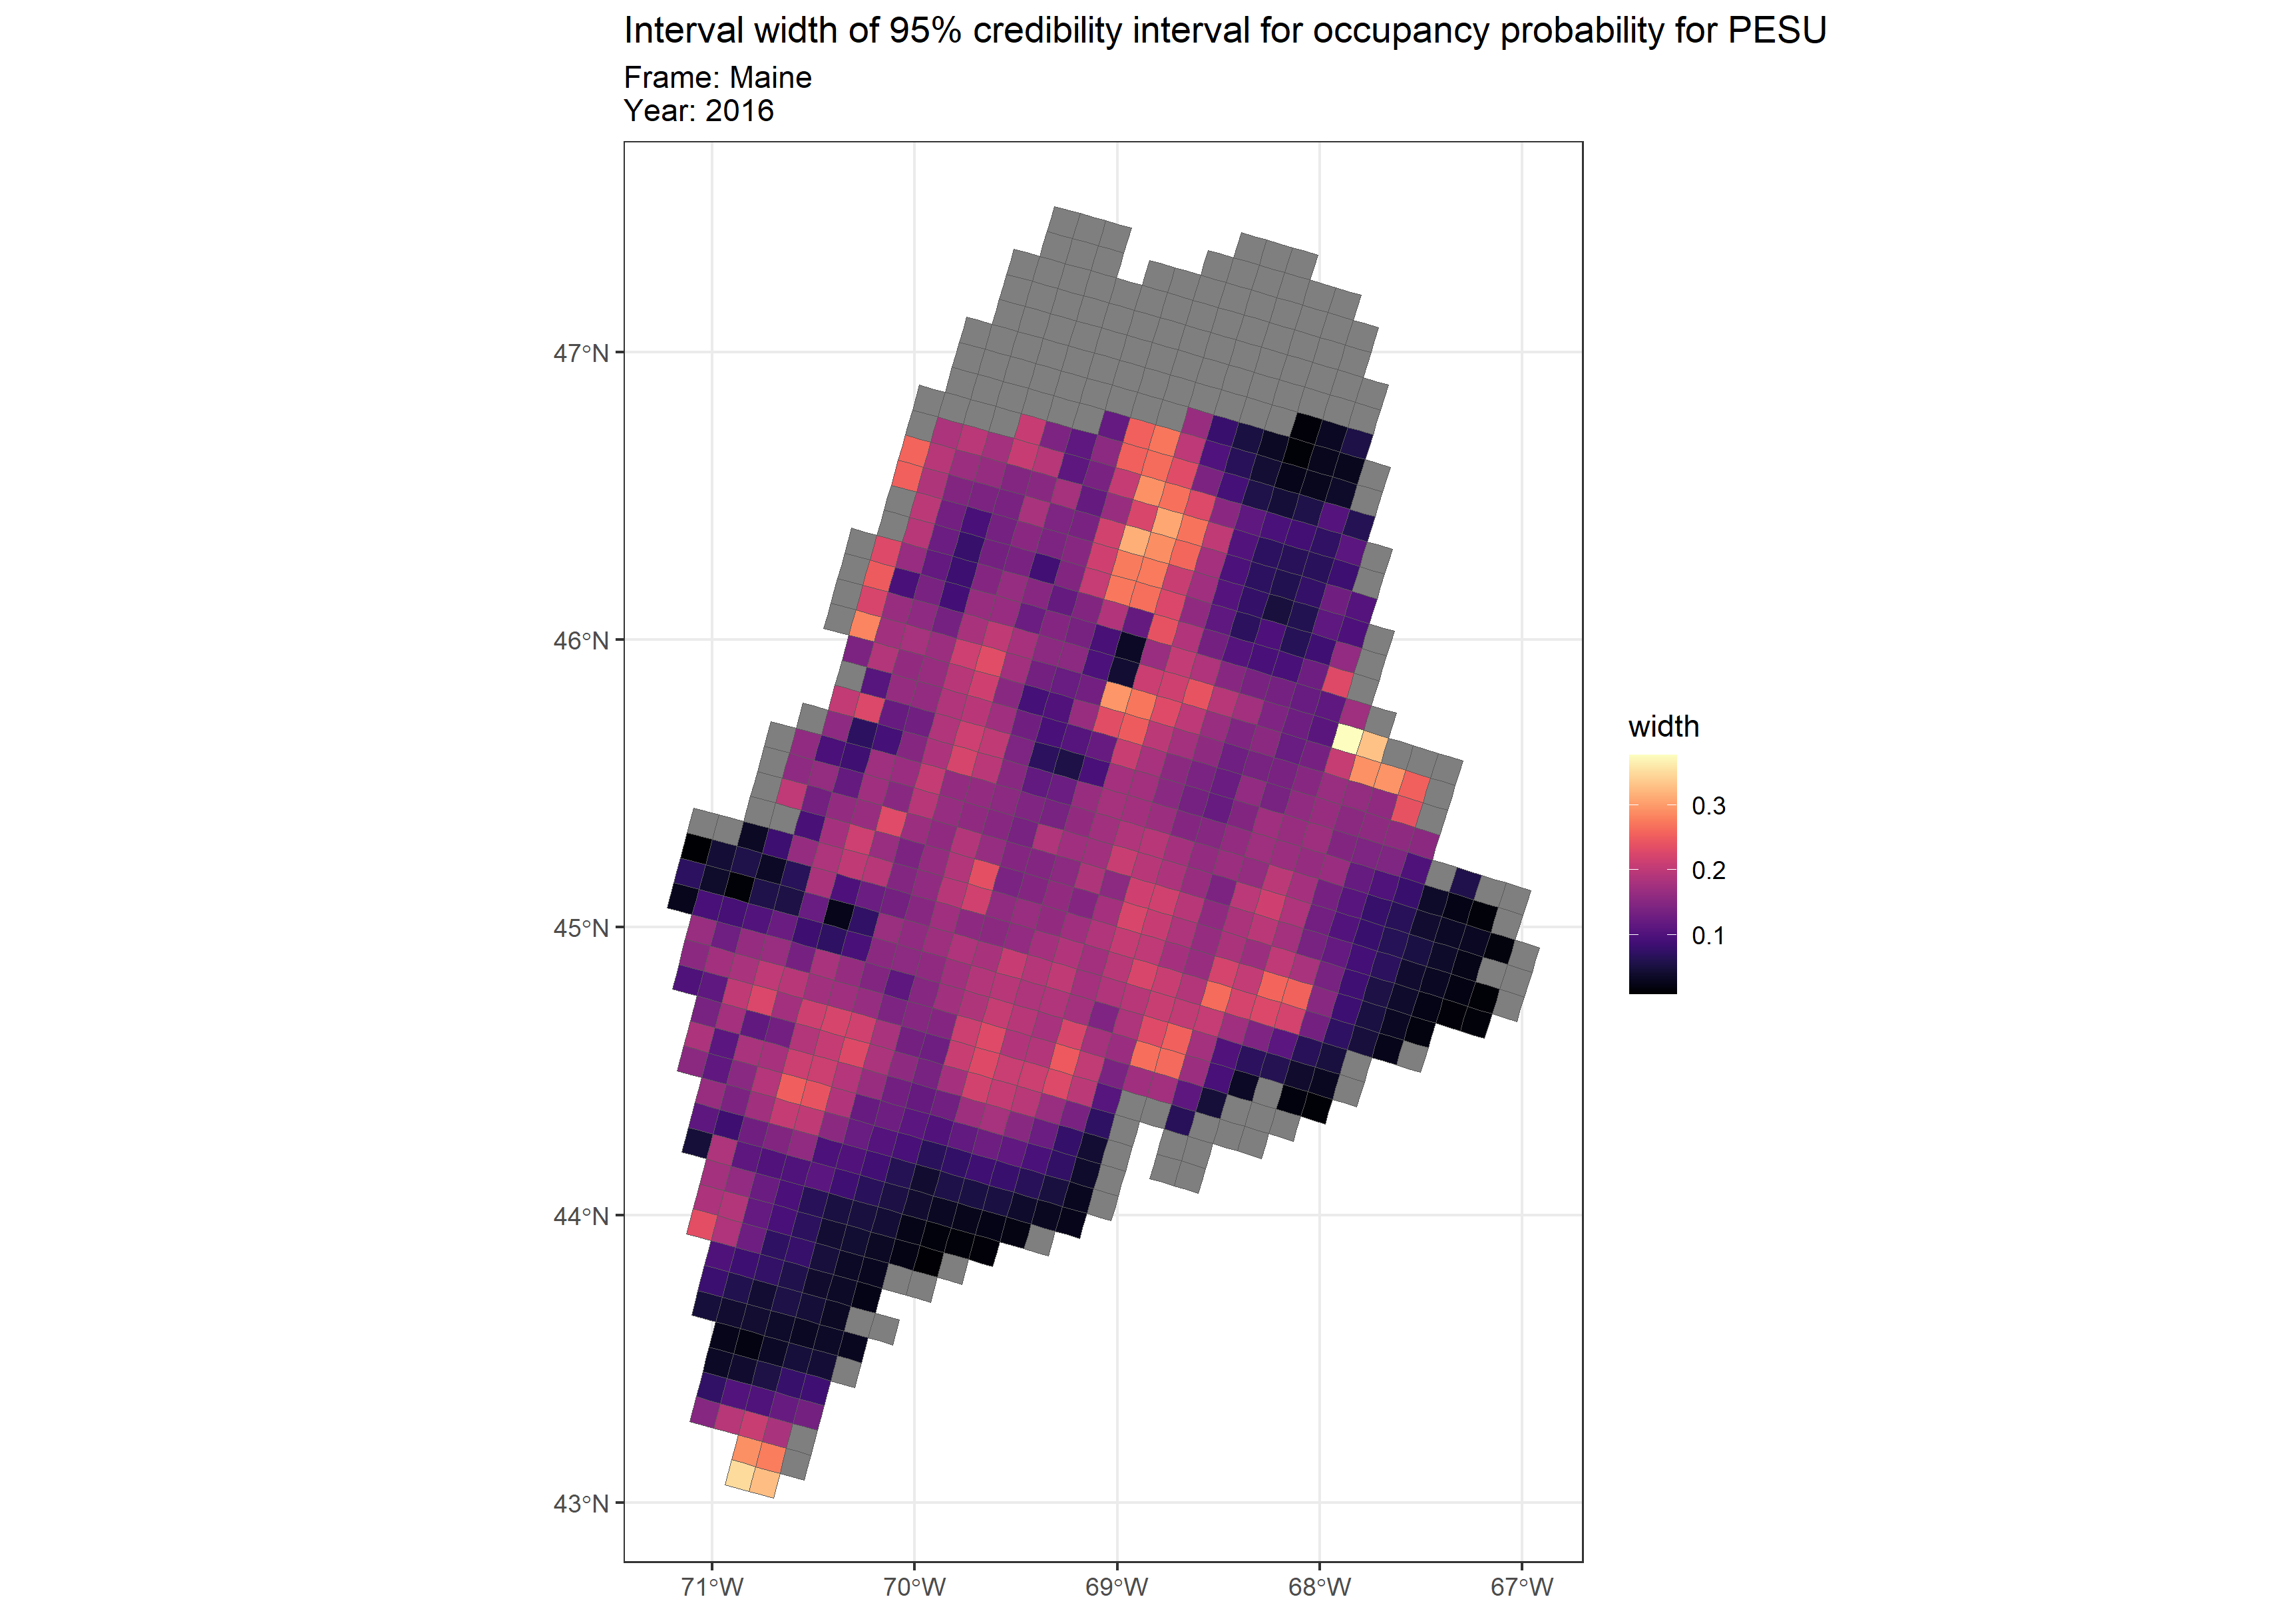 Interval width of 95% credibility interval for occupancy probability for PESU
Frame: Maine
Year: 2016
47°N
46°N
45°N
44°N
43°N
71°W
70°W
69°W
68°W
67°W
width
0.3
0.2
0.1